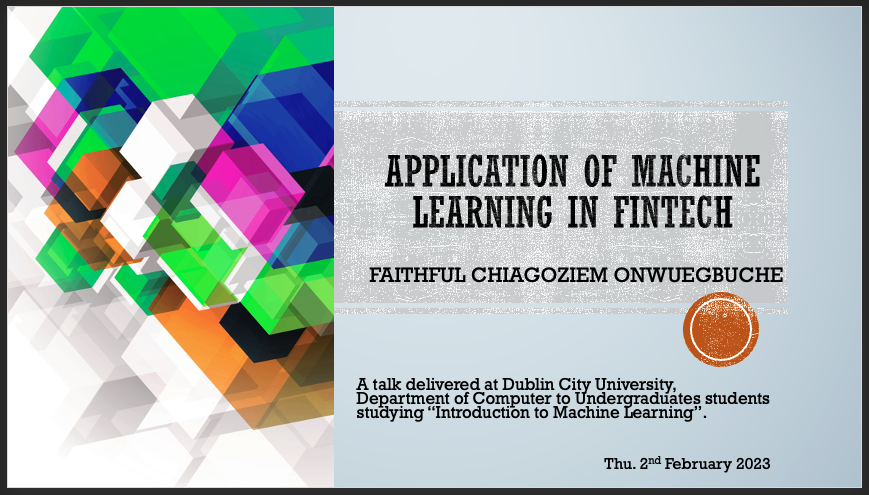 APPLICATION OF MACHINE
LEARNING IN FINTECH
FAITHFUL CHIAGOZIEM ONWUEGBUCHE
A talk delivered at Dublin City University,
Department of Computer to Undergraduates students
studying “Introduction to Machine Learning”.
Thu. 2nd February 2023